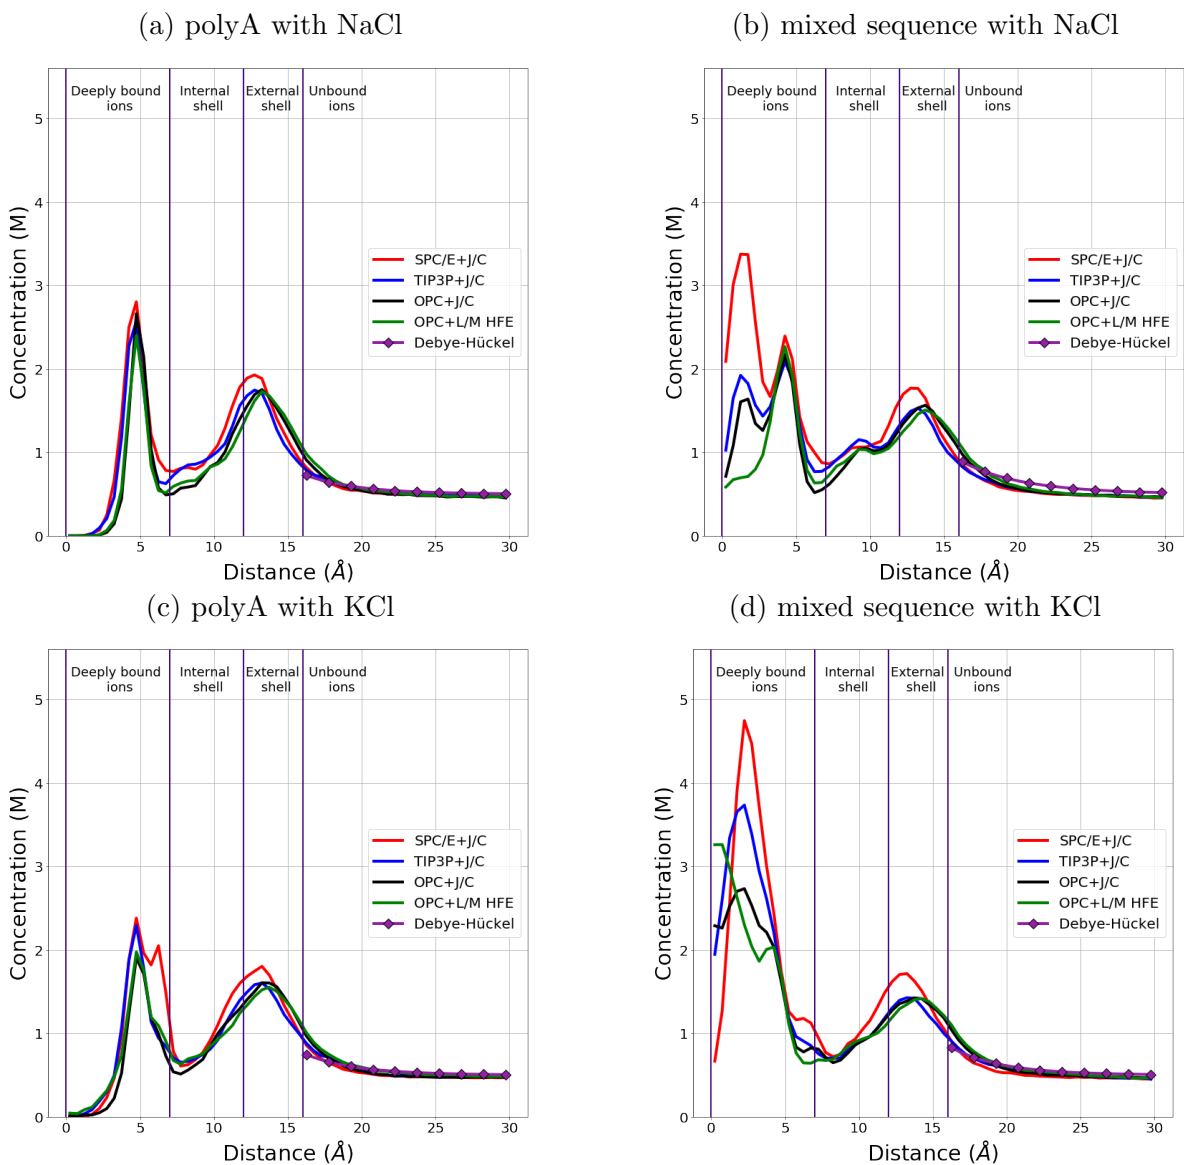 (a) polyA with NaCl
Deeply bound ions
Internal shell
External shell
Unbound ions
5
4
3
2
1
0
Concentration (M)
SPC/E+J/C
TIP3P+J/C
OPC+J/C
OPC+L/M HFE
Debye-Hückel
0 5 10 15 20 25 30
Distance (Å)
(b) mixed sequence with NaCl
Deeply bound ions
Internal shell
External shell
Unbound ions
5
4
3
2
1
0
Concentration (M)
SPC/E+J/C
TIP3P+J/C
OPC+J/C
OPC+L/M HFE
Debye-Hückel
0 5 10 15 20 25 30
Distance (Å)
(c) polyA with KCl
Deeply bound ions
Internal shell
External shell
Unbound ions
5
4
3
2
1
0
Concentration (M)
SPC/E+J/C
TIP3P+J/C
OPC+J/C
OPC+L/M HFE
Debye-Hückel
0 5 10 15 20 25 30
Distance (Å)
(d) mixed sequence with KCl
Deeply bound ions
Internal shell
External shell
Unbound ions
5
4
3
2
1
0
Concentration (M)
SPC/E+J/C
TIP3P+J/C
OPC+J/C
OPC+L/M HFE
Debye-Hückel
0 5 10 15 20 25 30
Distance (Å)